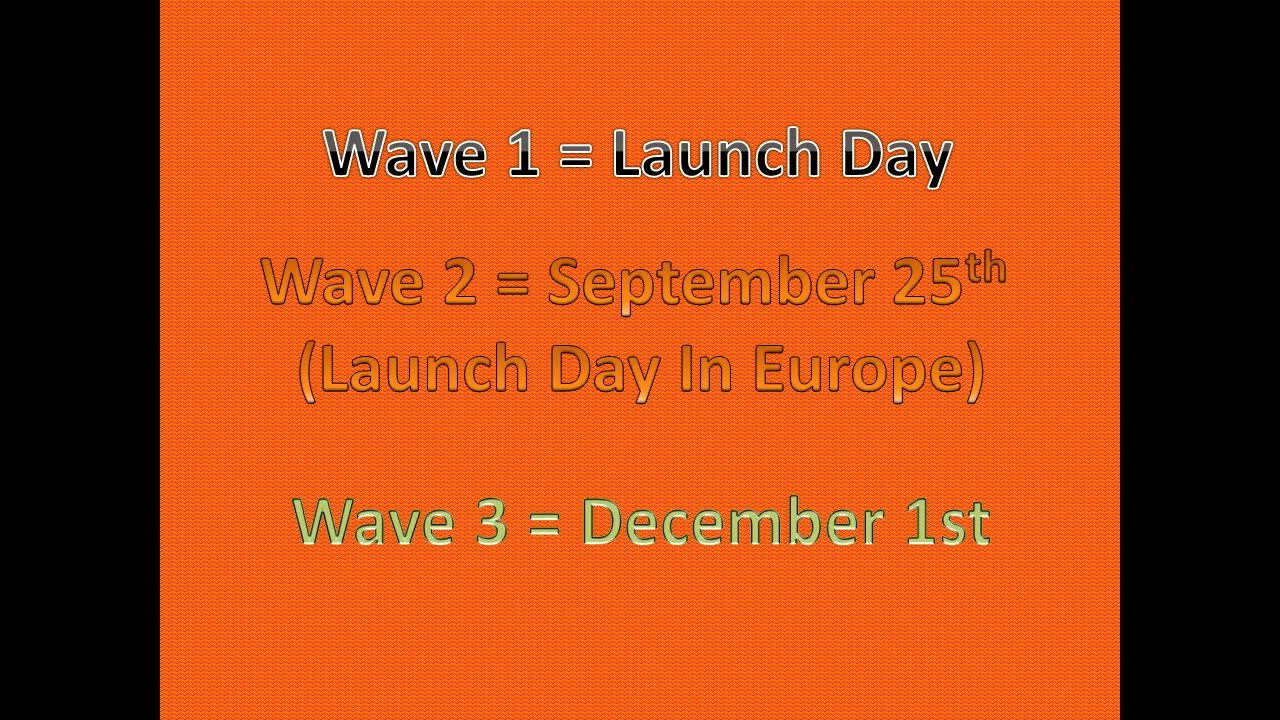 Wave 1 = Launch Day
Wave 2 = September 25th
(Launch Day In Europe)
Wave 3 = December 1st